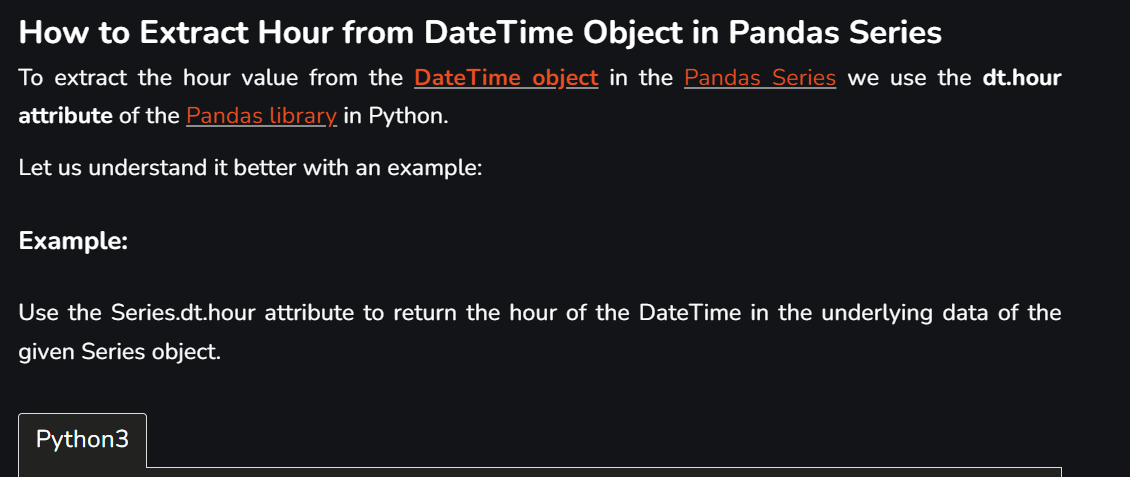 How to Extract Hour from DateTime Object in Pandas Series
To extract the hour value from the DateTime object in the Pandas Series we use the dt.hour
attribute of the Pandas library in Python.
Let us understand it better with an example:
Example:
Use the Series.dt.hour attribute to return the hour of the DateTime in the underlying data of the
given Series object.
Python3